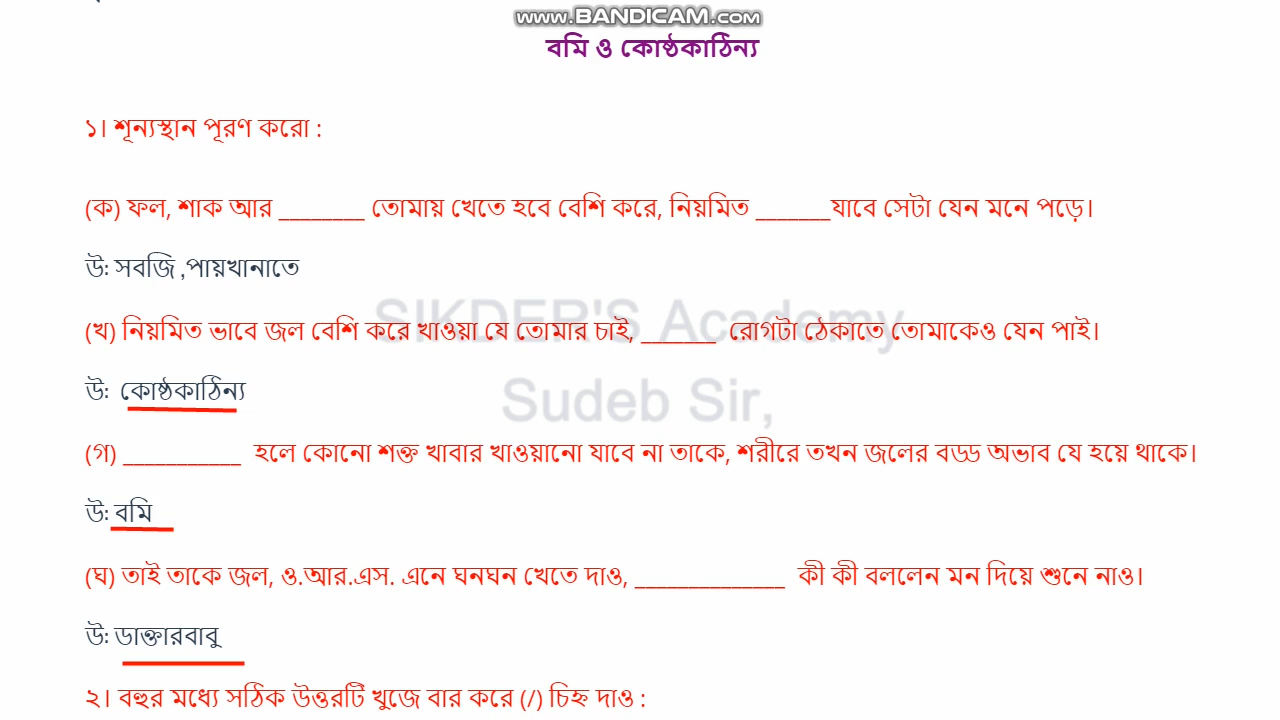 www.BANDICAM.com
বমি ও কোষ্ঠকাঠিন্য
১। শূন্যস্থান পূরণ করো :
(ক) ফল, শাক আর ________ তোমায় খেতে হবে বেশি করে, নিয়মিত _______যাবে সেটা যেন মনে পড়ে।
উঃ সবজি ,পায়খানাতে
SIKDER'S Academy
(খ) নিয়মিত ভাবে জল বেশি করে খাওয়া যে তোমার চাই, _______ রোগটা ঠেকাতে তোমাকেও যেন পাই।
উঃ কোষ্ঠকাঠিন্য
Sudeb Sir,
(গ) ___________ হলে কোনো শক্ত খাবার খাওয়ানো যাবে না তাকে, শরীরে তখন জলের বড্ড অভাব যে হয়ে থাকে।
উঃ বমি
(ঘ) তাই তাকে জল, ও.আর.এস. এনে ঘনঘন খেতে দাও, ______________ কী কী বললেন মন দিয়ে শুনে নাও।
উঃ ডাক্তারবাবু
২। বহুর মধ্যে সঠিক উত্তরটি খুজে বার করে (/) চিহ্ন দাও :